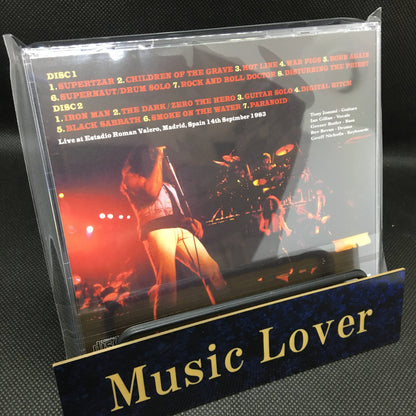 DISC 1
1. SUPERTZAR 2. CHILDREN OF THE GRAVE 3. HOT LINE 4. WAR PIGS 5. BORN AGAIN
6. SUPERNAUT/DRUM SOLO 7. ROCK AND ROLL DOCTOR 8. DISTURBING THE PRIEST
DISC 2
1. IRON MAN 2. THE DARK/ZERO THE HERO 3. GUITAR SOLO 4. DIGITAL BITCH
5. BLACK SABBATH 6. SMOKE ON THE WATER 7. PARANOID
Live at Estadio Roman Valero, Madrid, Spain 14th September 1983
Tony Iommi - Guitars
Ian Gillan - Vocals
Geezer Butler - Bass
Bev Bevan - Drums
Geoff Nicholls - Keyboards
disc
Music Lover